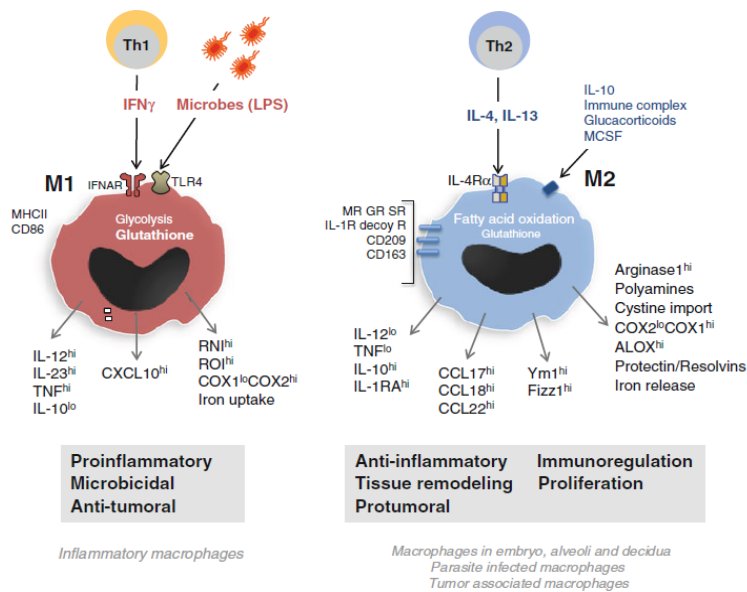 Th1
IFNγ
Microbes (LPS)
M1
IFNAR
TLR4
MHCII
CD86
Glycolysis
Glutathione
IL-12hi
IL-23hi
TNFhi
IL-10lo
CXCL10hi
RNIhi
ROIhi
COX1loCOX2hi
Iron uptake
Proinflammatory
Microbicidal
Anti-tumoral
Inflammatory macrophages
Th2
IL-4, IL-13
IL-10
Immune complex
Glucacorticoids
MCSF
IL-4Rα
M2
MR GR SR
IL-1R decoy R
CD209
CD163
Fatty acid oxidation
Glutathione
IL-12lo
TNFlo
IL-10hi
IL-1RAhi
CCL17hi
CCL18hi
CCL22hi
Ym1hi
Fizz1hi
Arginase1hi
Polyamines
Cystine import
COX2loCOX1hi
ALOXhi
Protectin/Resolvins
Iron release
Anti-inflammatory
Tissue remodeling
Protumoral
Immunoregulation
Proliferation
Macrophages in embryo, alveoli and decidua
Parasite infected macrophages
Tumor associated macrophages